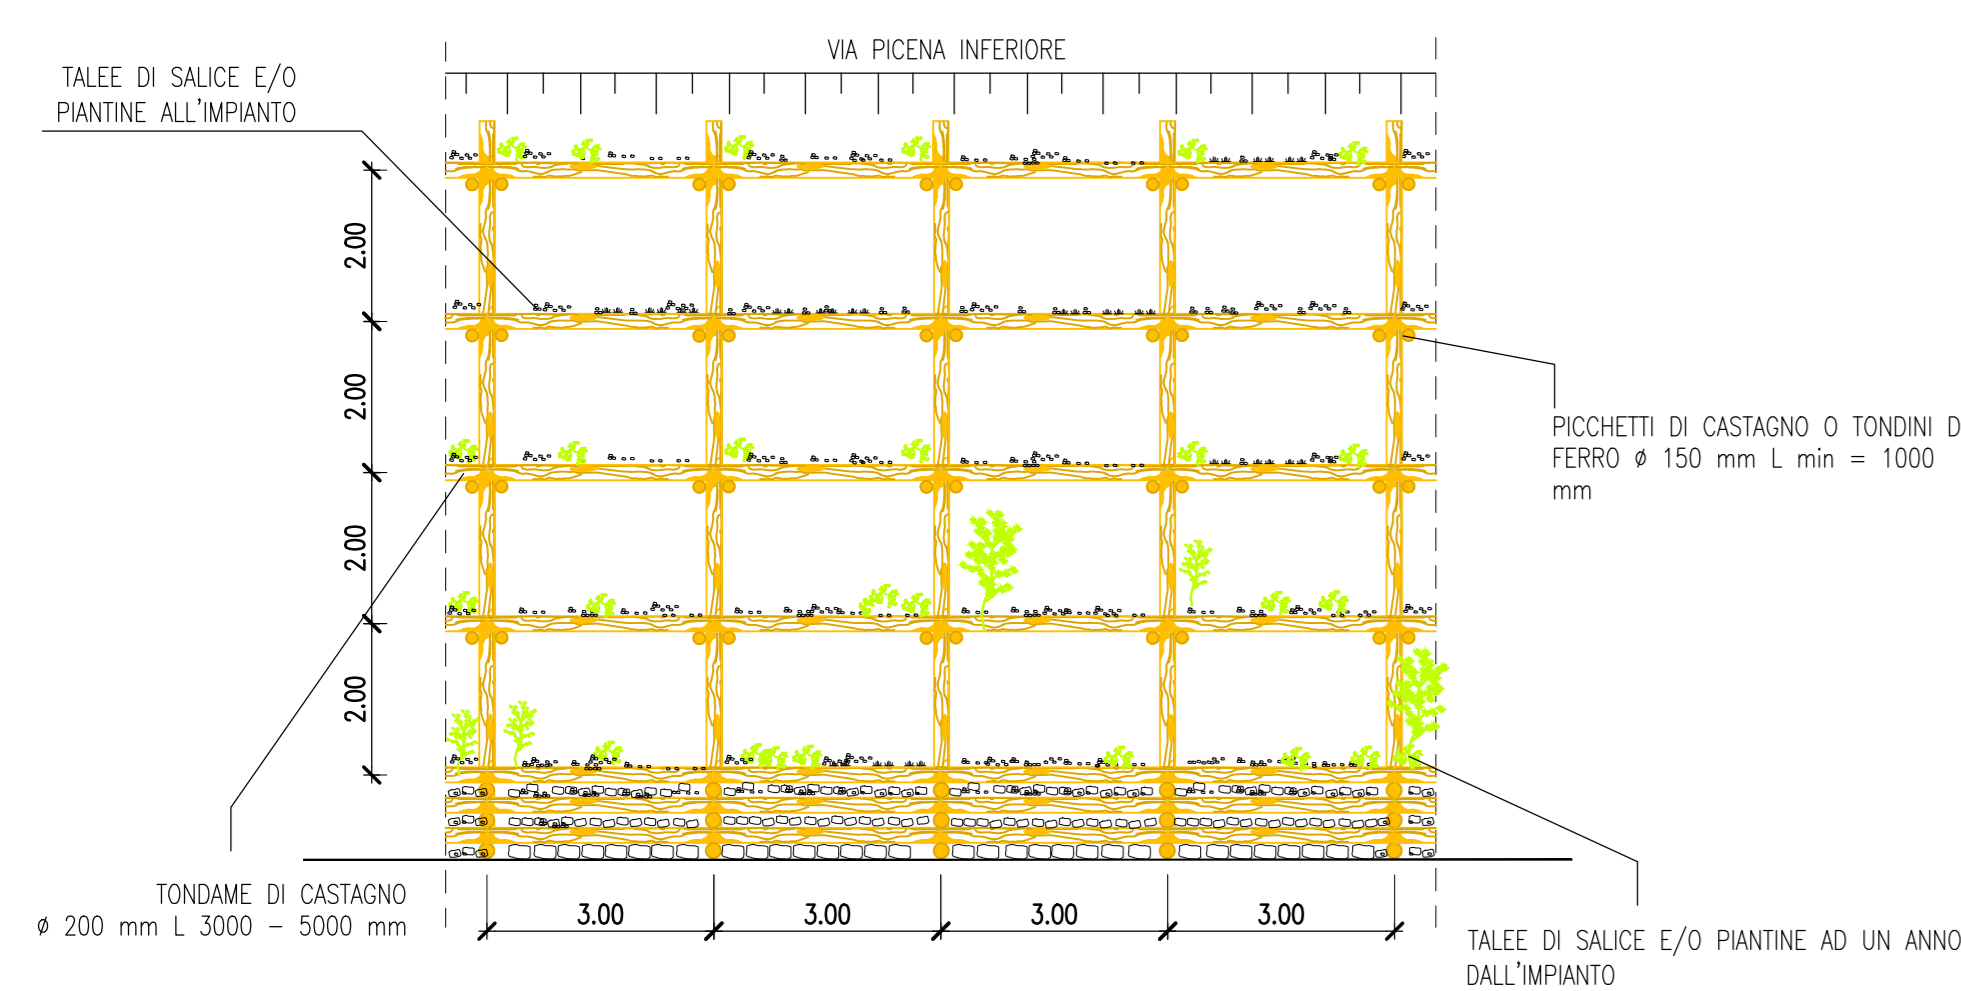 VIA PICENA INFERIORE
TALEE DI SALICE E/O
PIANTINE ALL'IMPIANTO
2.00
2.00
2.00
2.00
PICCHETTI DI CASTAGNO O TONDINI D
FERRO ø 150 mm L min = 1000
mm
TONDAME DI CASTAGNO
ø 200 mm L 3000 – 5000 mm
3.00
3.00
3.00
3.00
TALEE DI SALICE E/O PIANTINE AD UN ANNO
DALL'IMPIANTO